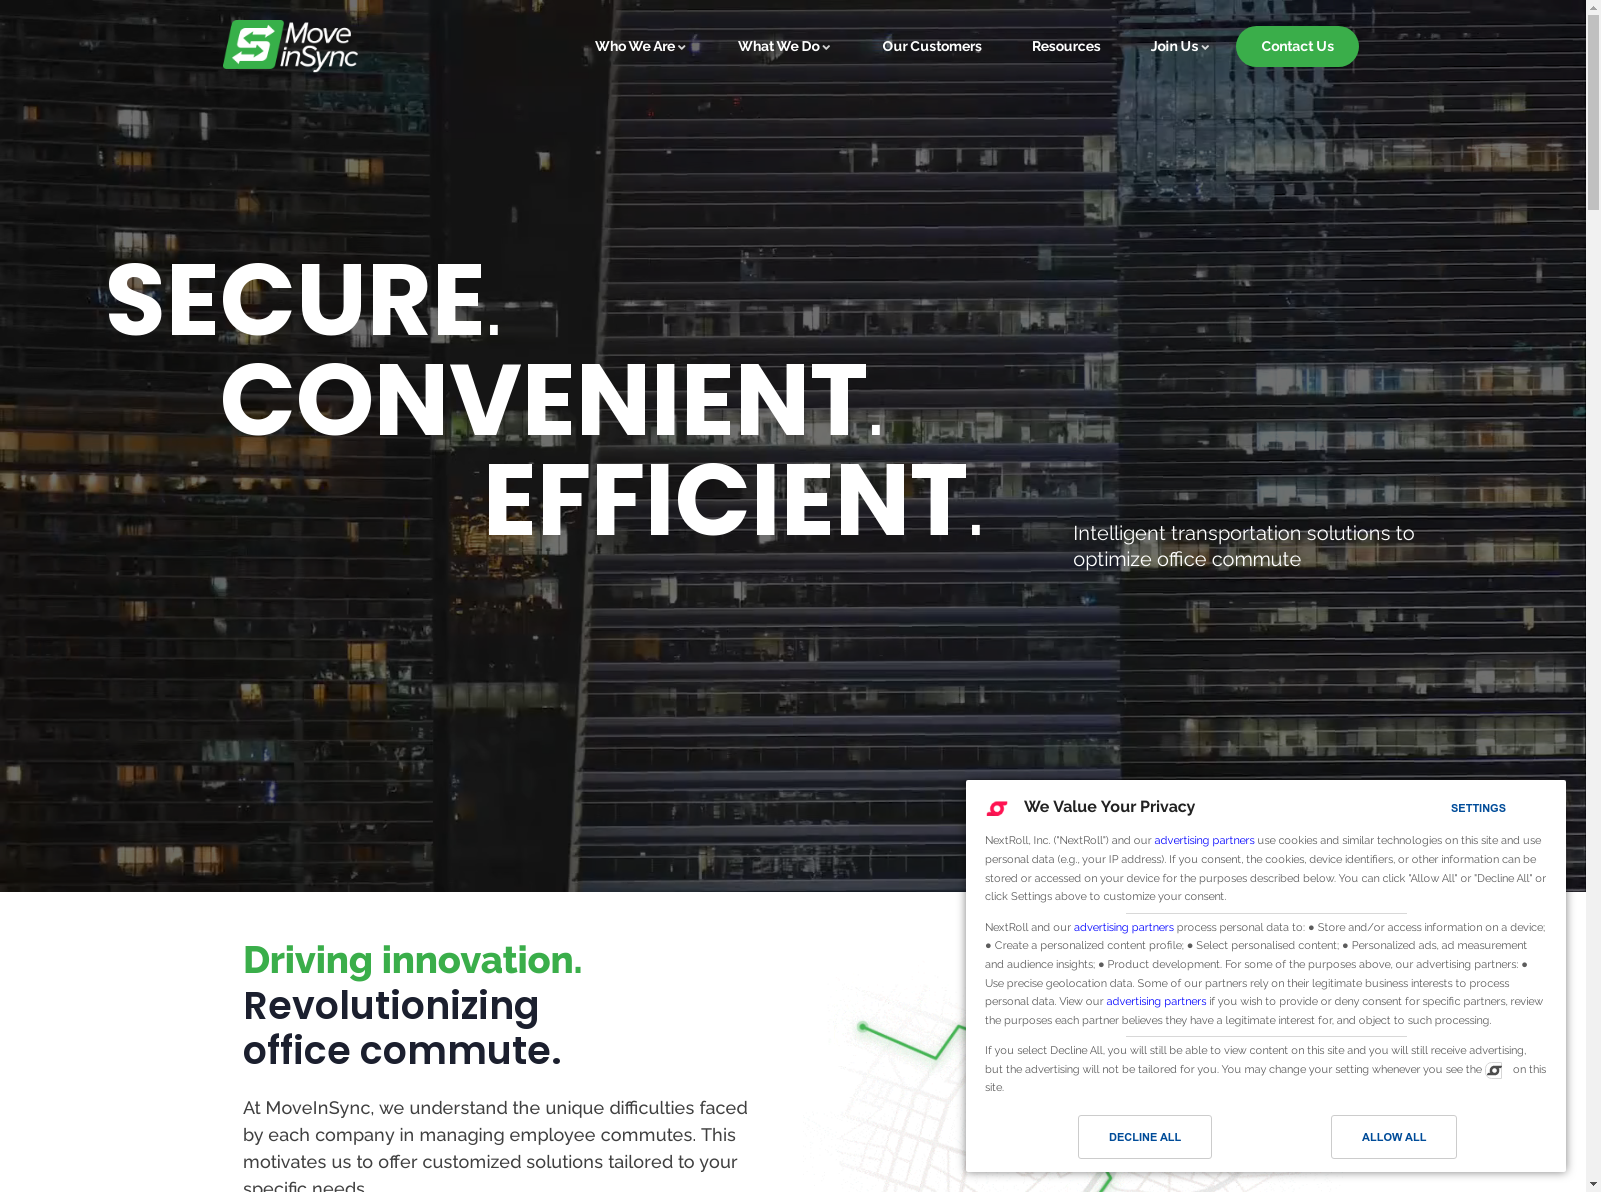 Move
inSync
Who We Are
What We Do
Our Customers
Resources
Join Us
Contact Us
SECURE.
CONVENIENT.
EFFICIENT.
Intelligent transportation solutions to
optimize office commute
We Value Your Privacy
SETTINGS
NextRoll, Inc. ("NextRoll") and our advertising partners use cookies and similar technologies on this site and use
personal data (e.g., your IP address). If you consent, the cookies, device identifiers, or other information can be
stored or accessed on your device for the purposes described below. You can click "Allow All" or "Decline All" or
click Settings above to customize your consent.
NextRoll and our advertising partners process personal data to: ● Store and/or access information on a device;
● Create a personalized content profile; ● Select personalised content; ● Personalized ads, ad measurement
and audience insights; ● Product development. For some of the purposes above, our advertising partners: ●
Use precise geolocation data. Some of our partners rely on their legitimate business interests to process
personal data. View our advertising partners if you wish to provide or deny consent for specific partners, review
the purposes each partner believes they have a legitimate interest for, and object to such processing.
If you select Decline All, you will still be able to view content on this site and you will still receive advertising,
but the advertising will not be tailored for you. You may change your setting whenever you see the on this
site.
DECLINE ALL
ALLOW ALL
Driving innovation.
Revolutionizing
office commute.
At MoveInSync, we understand the unique difficulties faced
by each company in managing employee commutes. This
motivates us to offer customized solutions tailored to your
specific needs.